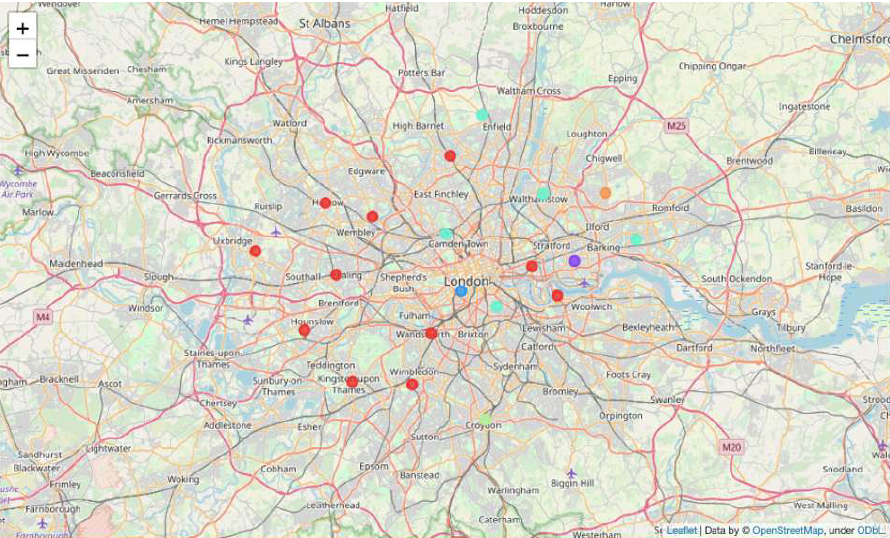 Wendover
Hatfield
Hoddesdon
Harlow
+
Hemel Hempstead
St Albans
Broxbourne
Chelmsford
−
Kings Langley
Great Missenden
Chesham
Potters Bar
Epping
Chipping Ongar
Amersham
Waltham Cross
Ingatestone
Watford
High Barnet
Enfield
Loughton
M25
Rickmansworth
High Wycombe
Chigwell
Brentwood
Billericay
Beaconsfield
Edgware
Wycombe
Air Park
Gerrards Cross
East Finchley
Walthamstow
Marlow
Ruislip
Romford
Basildon
Wembley
Ilford
Uxbridge
Camden Town
Stratford
Barking
Maidenhead
Slough
Southall
Shepherd's
Bush
London
South Ockendon
Stanford-le
Hope
Windsor
Brentford
Woolwich
Grays
M4
Fulham
Hounslow
Lewisham
Bexleyheath
Tilbury
Wandsworth
Brixton
Staines-upon-
Thames
Catford
Dartford
Northfleet
Teddington
Sydenham
Bracknell
Ascot
Sunbury-on-
Thames
Kingston upon
Thames
Wimbledon
Foots Cray
Chertsey
Bromley
Swanley
Addlestone
Esher
Croydon
Orpington
Sutton
Sandhurst
Lightwater
M20
Blackwater
Cobham
Epsom
Banstead
Snodland
Frimley
Woking
Biggin Hill
Warlingham
Farnborough
Leatherhead
West Malling
Caterham
Westerham
Leaflet | Data by © OpenStreetMap, under ODbL.